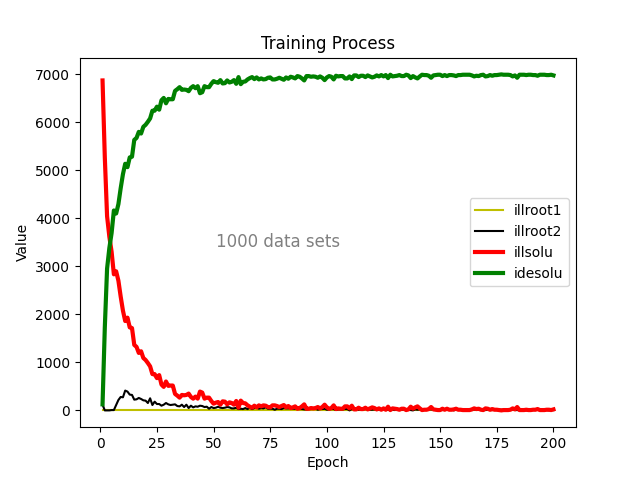 Training Process
Value
7000
6000
5000
4000
3000
2000
1000
0
1000 data sets
illroot1
illroot2
illsolu
idesolu
0 25 50 75 100 125 150 175 200
Epoch